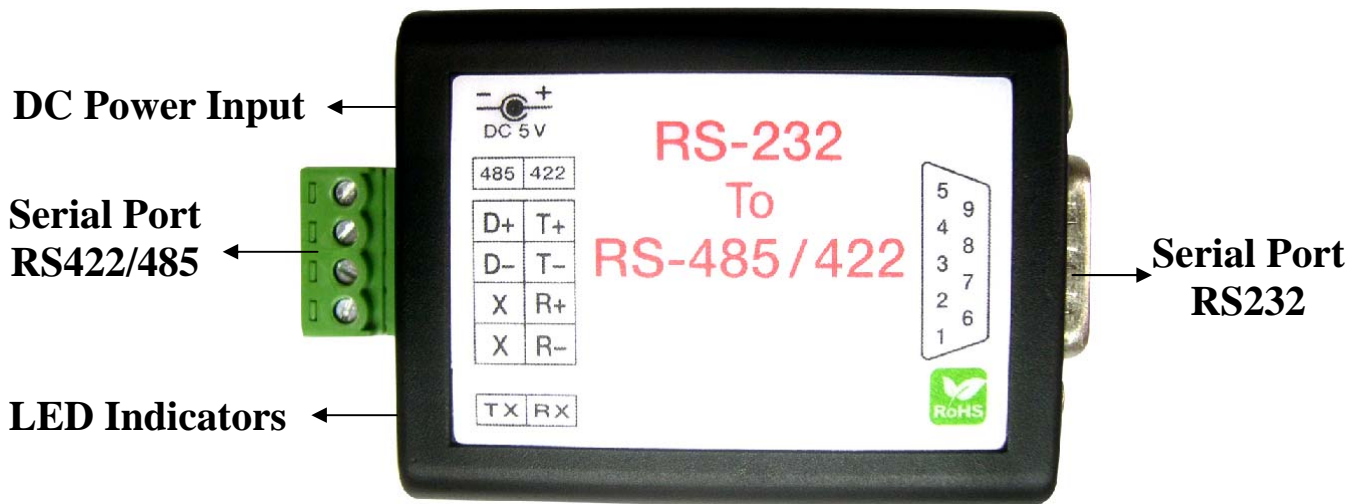 DC Power Input
- +
DC 5V
485 422
D+ T+
D- T-
X R+
X R-
TX RX
Serial Port
RS422/485
LED Indicators
RS-232
To
RS-485/422
5
9
4
8
3
7
2
6
1
RoHS
Serial Port
RS232